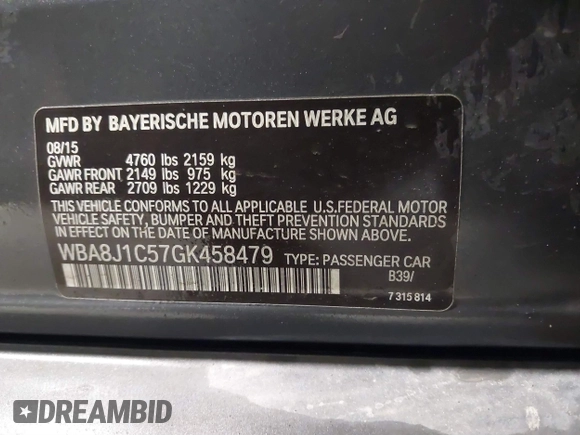 MFD BY BAYERISCHE MOTOREN WERKE AG
08/15
GVWR 4760 lbs 2159 kg
GAWR FRONT 2149 lbs 975 kg
GAWR REAR 2709 lbs 1229 kg
THIS VEHICLE CONFORMS TO ALL APPLICABLE U.S.FEDERAL MOTOR
VEHICLE SAFETY, BUMPER AND THEFT PREVENTION STANDARDS
IN EFFECT ON THE DATE OF MANUFACTURE SHOWN ABOVE.
WBA8J1C57GK458479 TYPE: PASSENGER CAR
B39/
7 315 814
DREAMBID